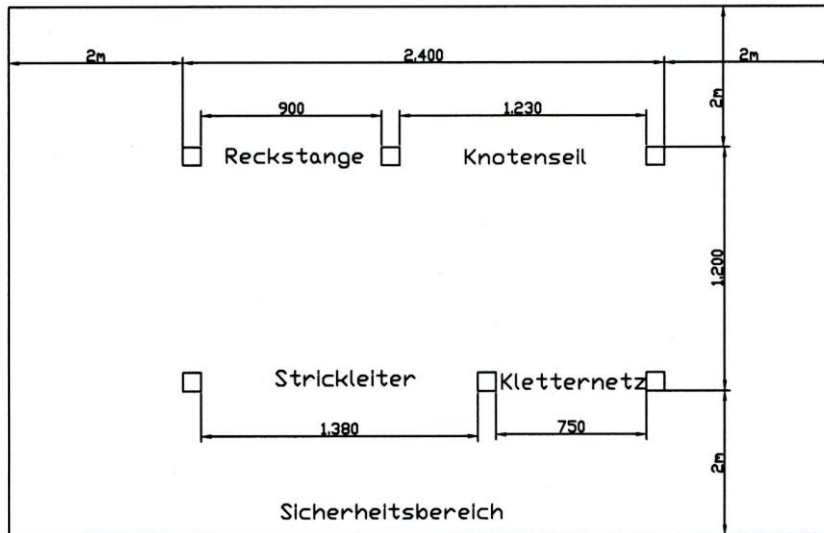 2m 2.400 2m
900 1.230 2m
Reckstange Knotenseil
1.200
Strickleiter Kletternetz
1.380 750 2m
Sicherheitsbereich